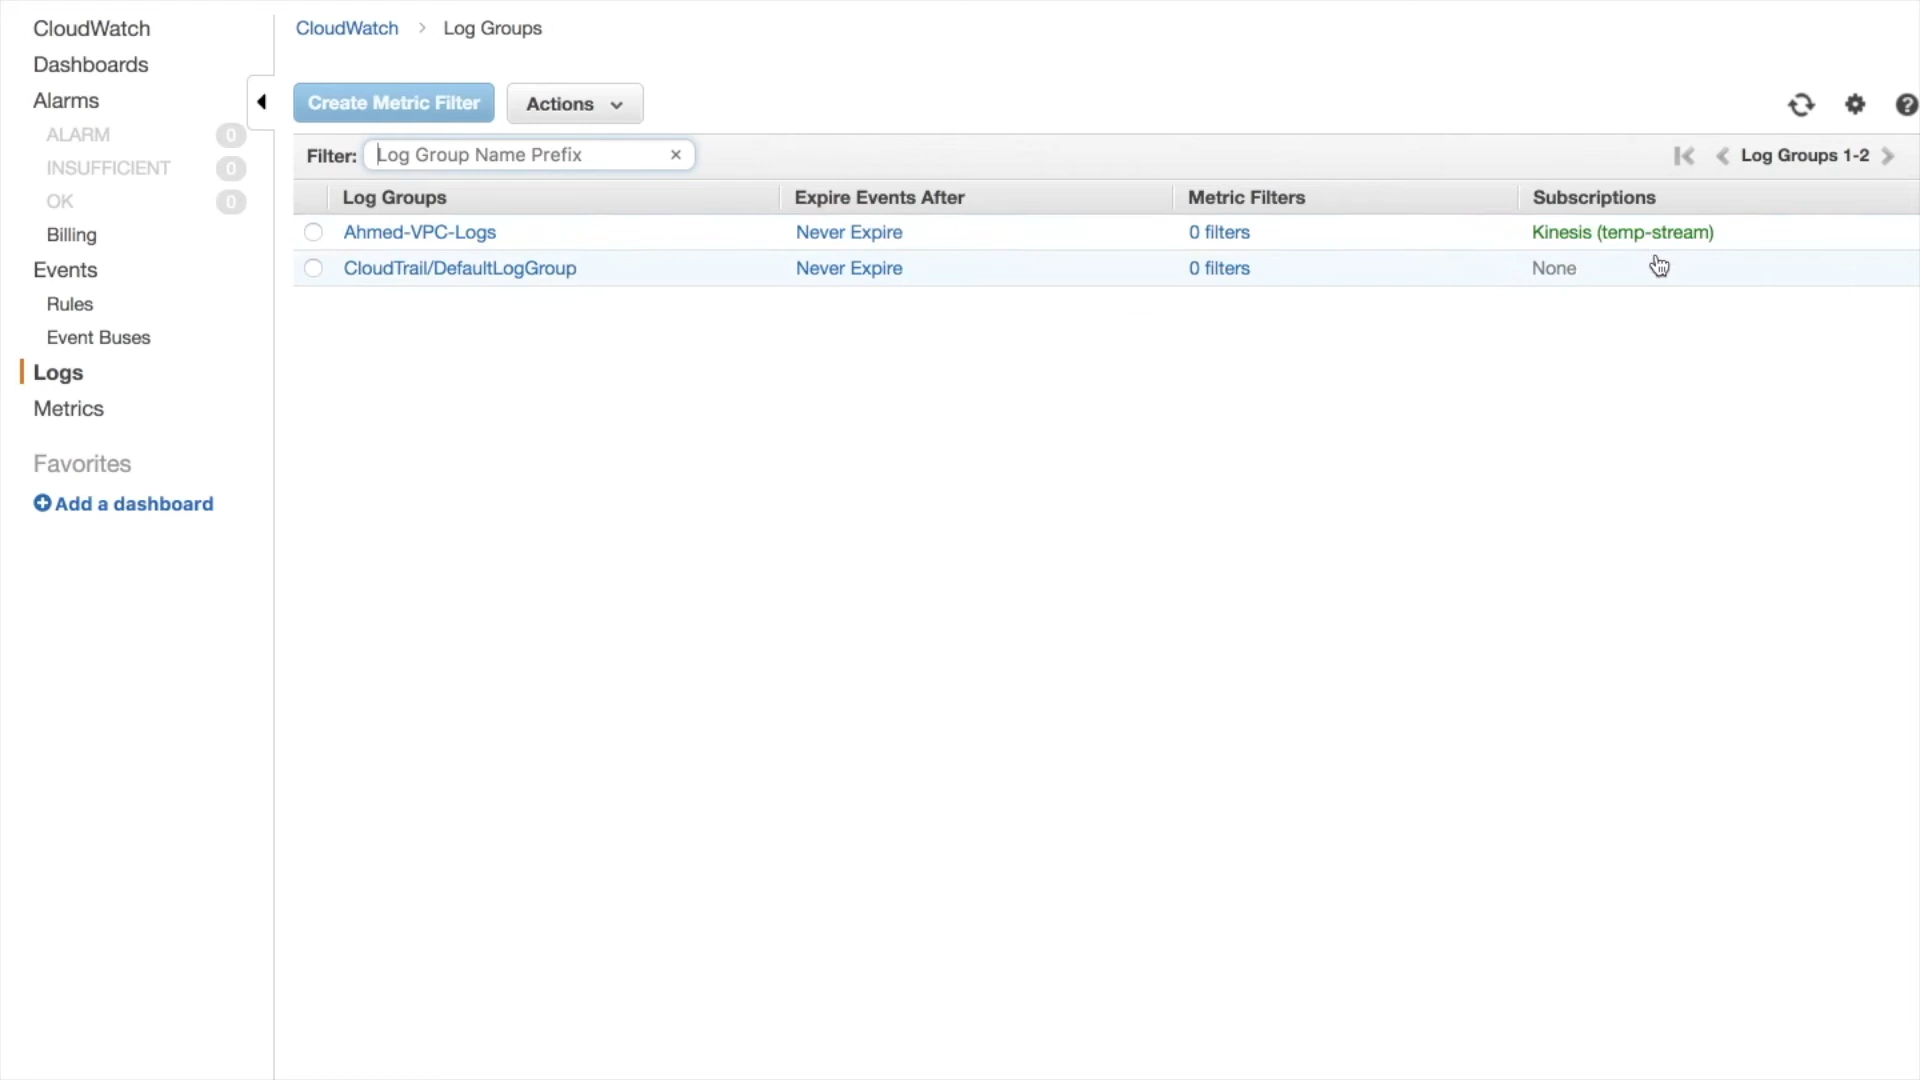 CloudWatch
Dashboards
Alarms
ALARM 0
INSUFFICIENT 0
OK 0
Billing
Events
Rules
Event Buses
Logs
Metrics
Favorites
Add a dashboard
CloudWatch > Log Groups
Create Metric Filter Actions
Filter: Log Group Name Prefix × Log Groups 1-2
Log Groups Expire Events After Metric Filters Subscriptions
Ahmed-VPC-Logs Never Expire 0 filters Kinesis (temp-stream)
CloudTrail/DefaultLogGroup Never Expire 0 filters None